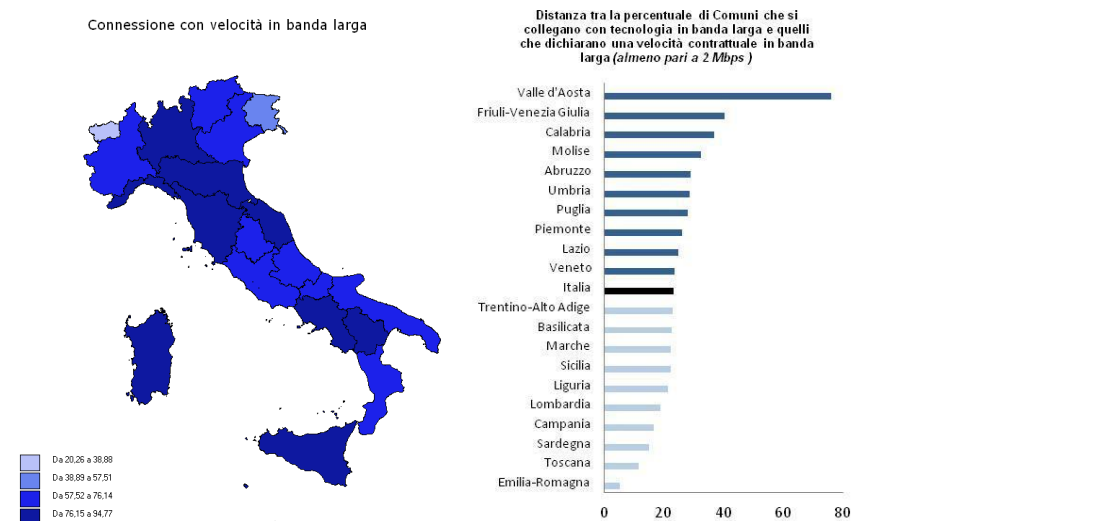 Connessione con velocità in banda larga
Da 20,26 a 38,88
Da 38,89 a 57,51
Da 57,52 a 76,14
Da 76,15 a 94,77
Distanza tra la percentuale di Comuni che si
collegano con tecnologia in banda larga e quelli
che dichiarano una velocità contrattuale in banda
larga (almeno pari a 2 Mbps )
Valle d'Aosta
Friuli-Venezia Giulia
Calabria
Molise
Abruzzo
Umbria
Puglia
Piemonte
Lazio
Veneto
Italia
Trentino-Alto Adige
Basilicata
Marche
Sicilia
Liguria
Lombardia
Campania
Sardegna
Toscana
Emilia-Romagna
0 20 40 60 80